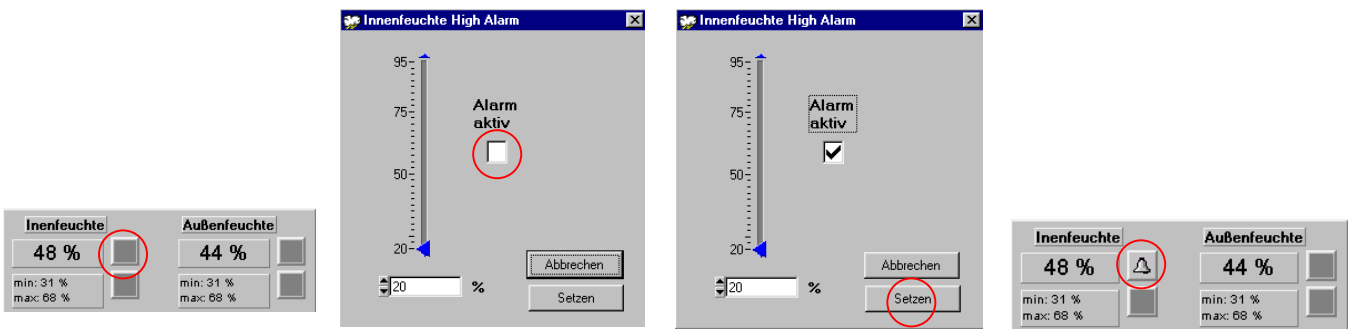 Inenfeuchte Außenfeuchte
48 % 44 %
min: 31 % min: 31 %
max: 68 % max: 68 %
Innenfeuchte High Alarm
95-
75-
50-
20-
Alarm
aktiv
20 %
Abbrechen
Setzen
Innenfeuchte High Alarm
95-
75-
50-
20-
Alarm
aktiv
20 %
Abbrechen
Setzen
Inenfeuchte Außenfeuchte
48 % 44 %
min: 31 % min: 31 %
max: 68 % max: 68 %